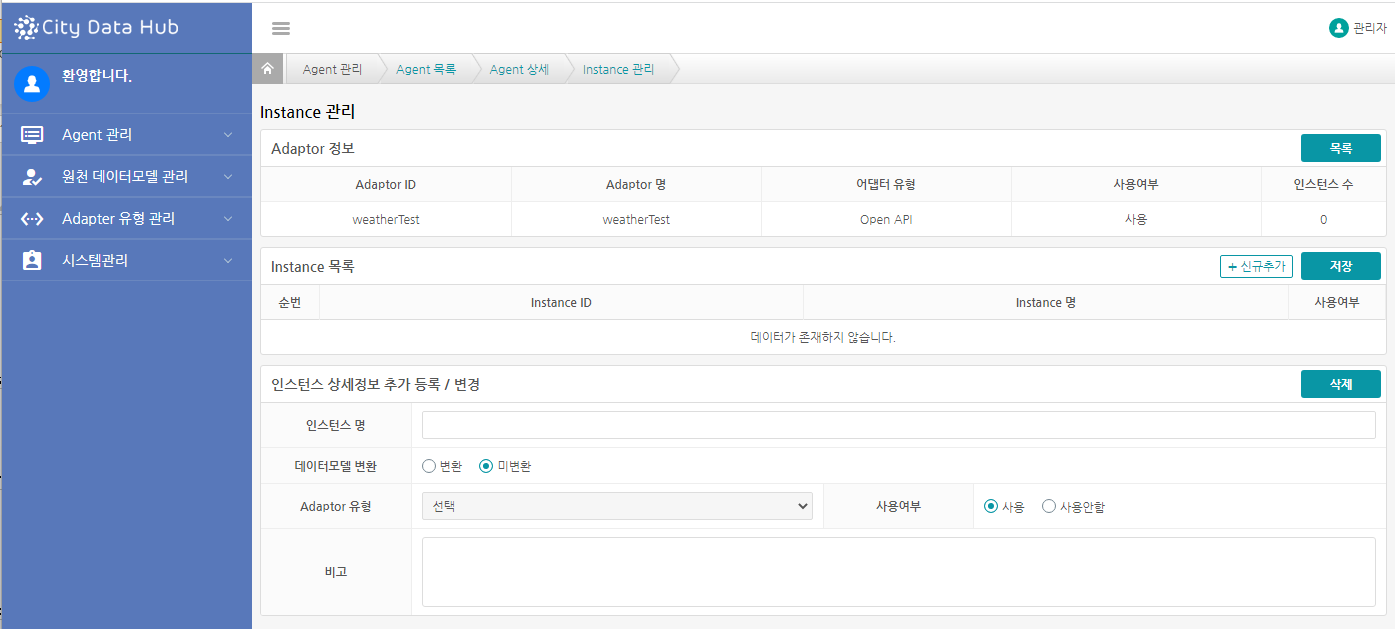 City Data Hub
관리자
환영합니다.
Agent 관리
원천 데이터모델 관리
Adapter 유형 관리
시스템관리
Agent 관리 Agent 목록 Agent 상세 Instance 관리
Instance 관리
Adaptor 정보 목록
Adaptor ID Adaptor 명 어댑터 유형 사용여부 인스턴스 수
weatherTest weatherTest Open API 사용 0
Instance 목록 + 신규추가 저장
순번 Instance ID Instance 명 사용여부
데이터가 존재하지 않습니다.
인스턴스 상세정보 추가 등록 / 변경 삭제
인스턴스 명
데이터모델 변환 변환 미변환
Adaptor 유형 선택 사용여부 사용 사용안함
비고